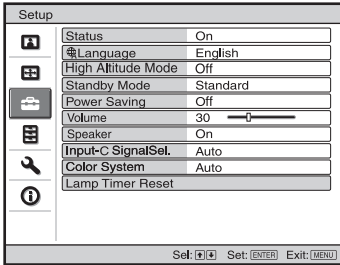 Setup
Status On
Language English
High Altitude Mode Off
Standby Mode Standard
Power Saving Off
Volume 30
Speaker On
Input-C SignalSel. Auto
Color System Auto
Lamp Timer Reset
Sel: Set: ENTER Exit: MENU